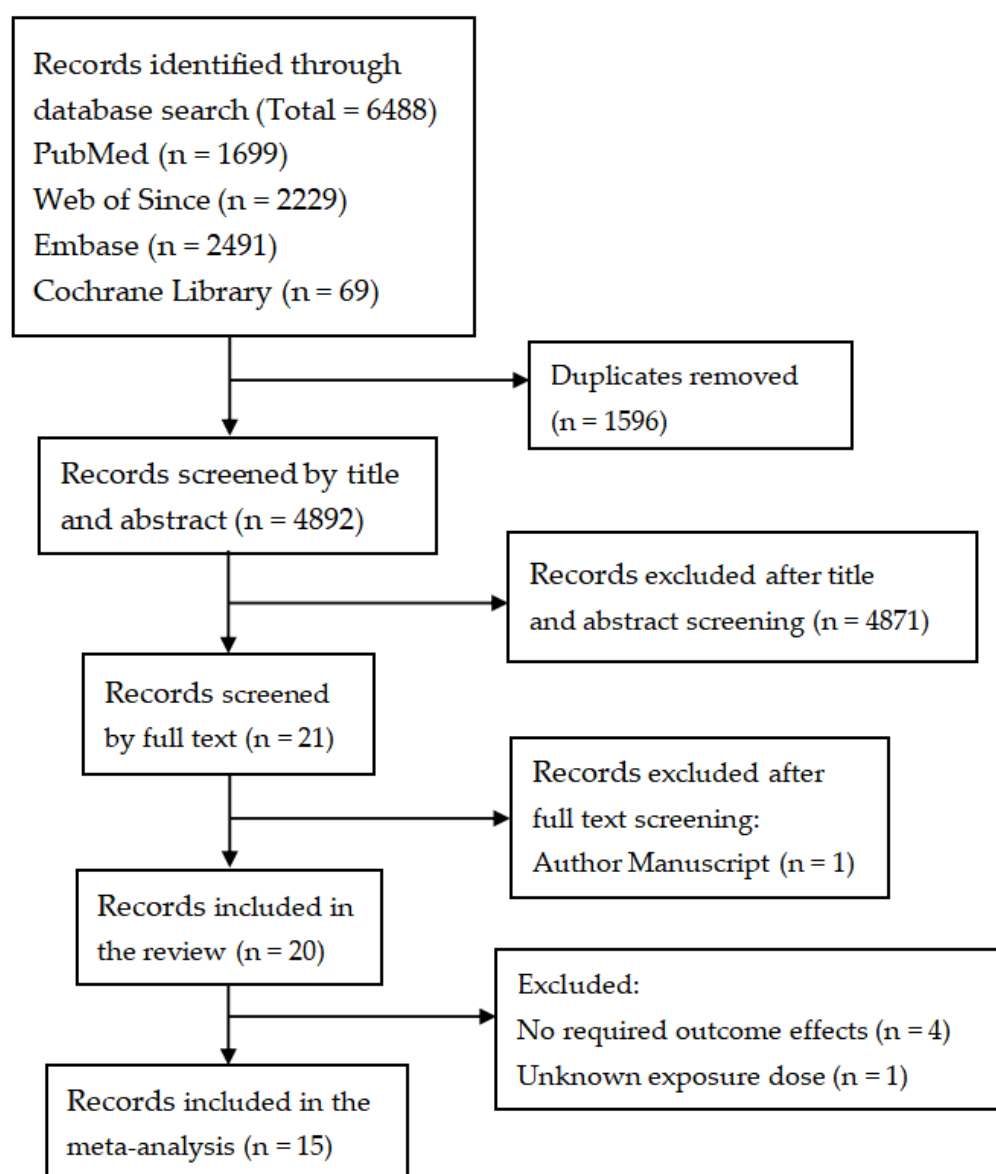 Records identified through
database search (Total = 6488)
PubMed (n = 1699)
Web of Since (n = 2229)
Embase (n = 2491)
Cochrane Library (n = 69)
Duplicates removed
(n = 1596)
Records screened by title
and abstract (n = 4892)
Records excluded after title
and abstract screening (n = 4871)
Records screened
by full text (n = 21)
Records excluded after
full text screening:
Author Manuscript (n = 1)
Records included in
the review (n = 20)
Excluded:
No required outcome effects (n = 4)
Unknown exposure dose (n = 1)
Records included in the
meta-analysis (n = 15)